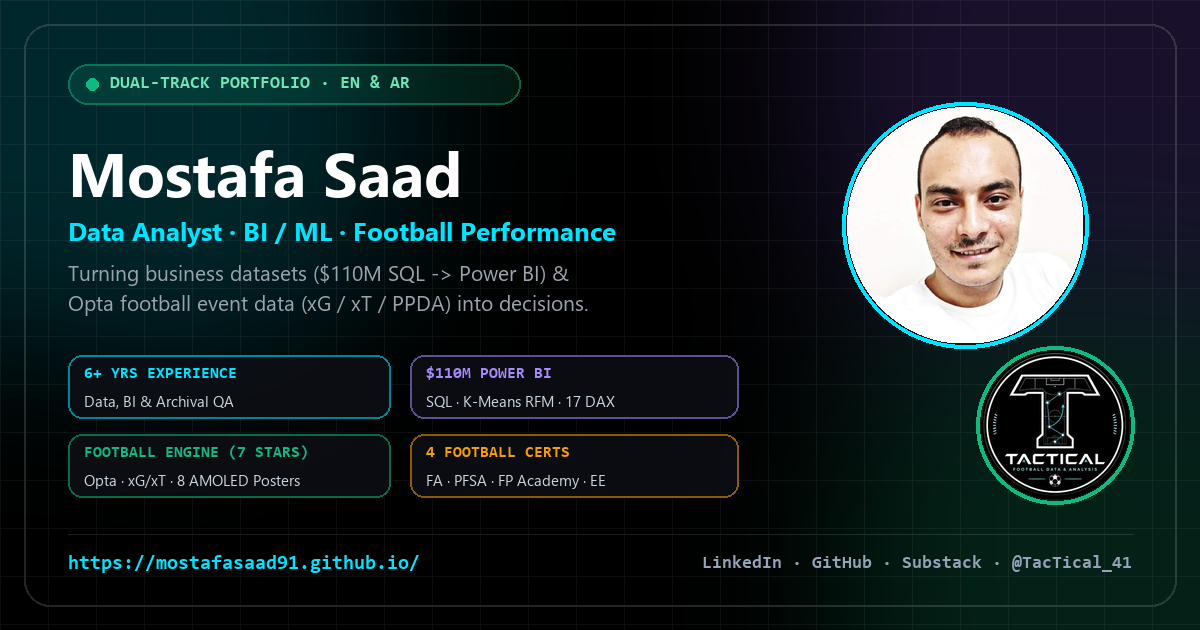 DUAL-TRACK PORTFOLIO · EN & AR
Mostafa Saad
Data Analyst · BI / ML · Football Performance
Turning business datasets ($110M SQL -> Power BI) &
Opta football event data (xG / xT / PPDA) into decisions.
6+ YRS EXPERIENCE
Data, BI & Archival QA
$110M POWER BI
SQL · K-Means RFM · 17 DAX
FOOTBALL ENGINE (7 STARS)
Opta · xG/xT · 8 AMOLED Posters
4 FOOTBALL CERTS
FA · PFSA · FP Academy · EE
TACTICAL
FOOTBALL DATA & ANALYSIS
https://mostafasaad91.github.io/
LinkedIn · GitHub · Substack · @TacTical_41